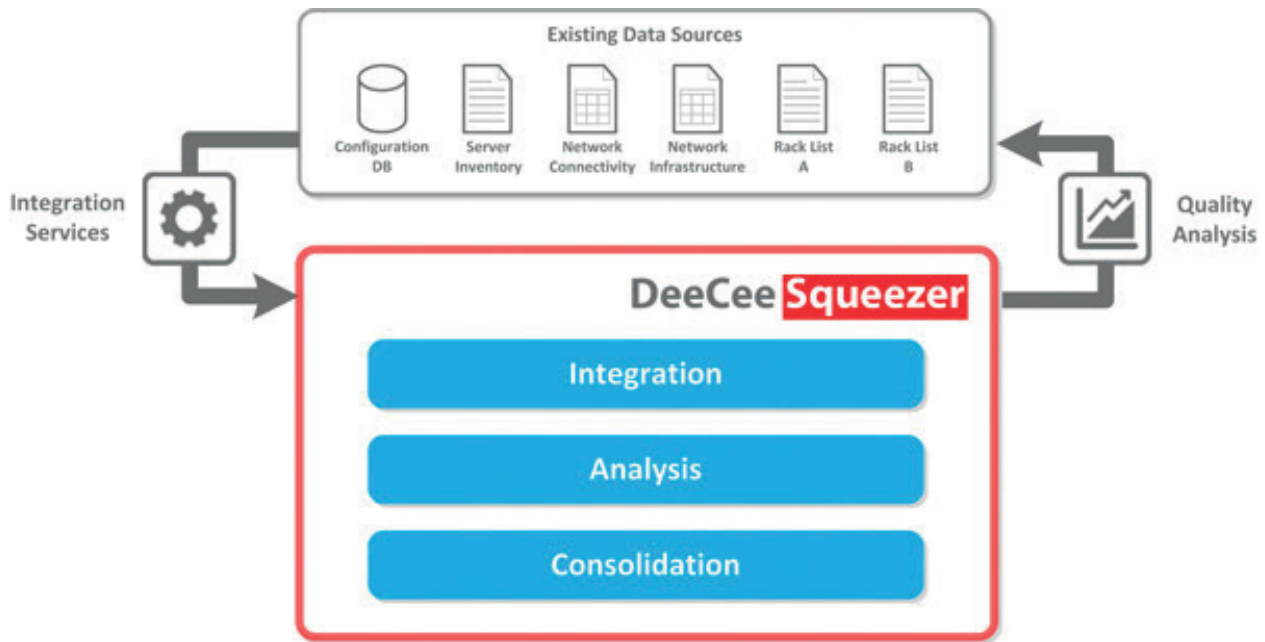 Existing Data Sources
Configuration
DB
Server
Inventory
Network
Connectivity
Network
Infrastructure
Rack List
A
Rack List
B
Integration
Services
Quality
Analysis
DeeCee Squeezer
Integration
Analysis
Consolidation